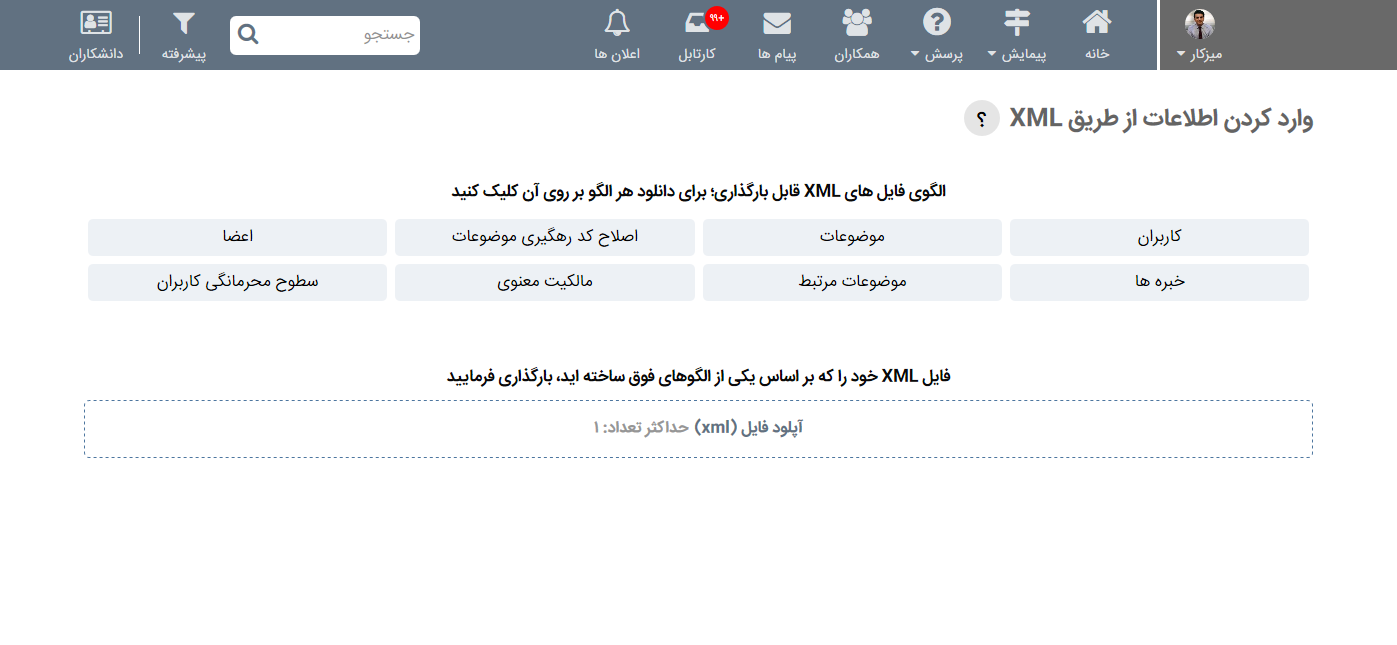 میزکار
خانه
پیمایش
پرسش
همکاران
پیام ها
کارتابل
+۹۹
اعلان ها
جستجو
پیشرفته
دانشکاران
وارد کردن اطلاعات از طریق XML
؟
الگوی فایل های XML قابل بارگذاری؛ برای دانلود هر الگو بر روی آن کلیک کنید
کاربران
موضوعات
اصلاح کد رهگیری موضوعات
اعضا
خبره ها
موضوعات مرتبط
مالکیت معنوی
سطوح محرمانگی کاربران
فایل XML خود را که بر اساس یکی از الگوهای فوق ساخته اید، بارگذاری فرمایید
آپلود فایل (xml) حداکثر تعداد: ۱